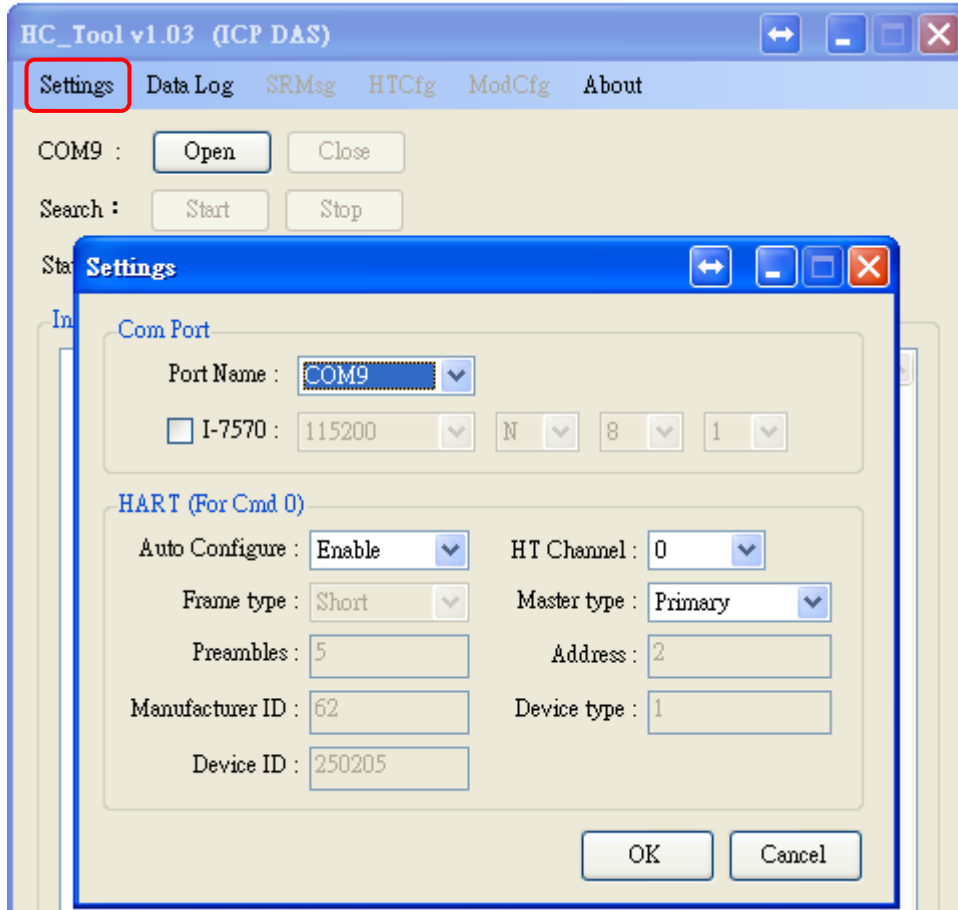 HC_Tool v1.03 (ICP DAS)
Settings Data Log SRMsg HTCfg ModCfg About
COM9 : Open Close
Search : Start Stop
Settings
Com Port
Port Name : COM9
I-7570 : 115200 N 8 1
HART (For Cmd 0)
Auto Configure : Enable HT Channel : 0
Frame type : Short Master type : Primary
Preambles : 5 Address : 2
Manufacturer ID : 62 Device type : 1
Device ID : 250205
OK Cancel